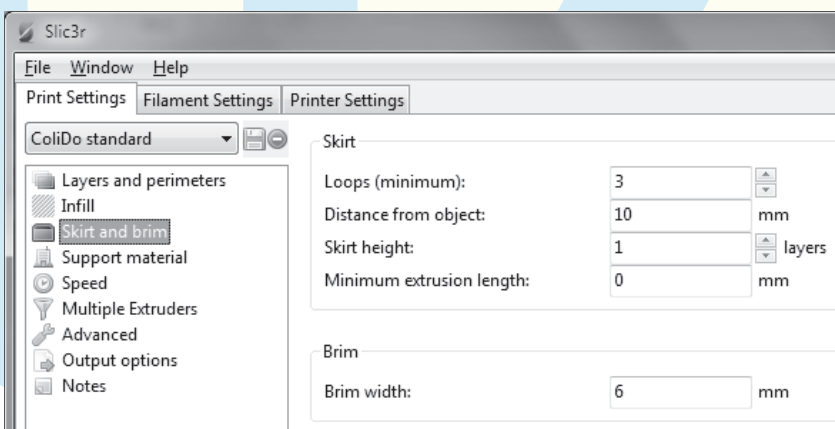 Slic3r
File Window Help
Print Settings Filament Settings Printer Settings
ColiDo standard
Layers and perimeters
Infill
Skirt and brim
Support material
Speed
Multiple Extruders
Advanced
Output options
Notes
Skirt
Loops (minimum): 3
Distance from object: 10 mm
Skirt height: 1 layers
Minimum extrusion length: 0 mm
Brim
Brim width: 6 mm